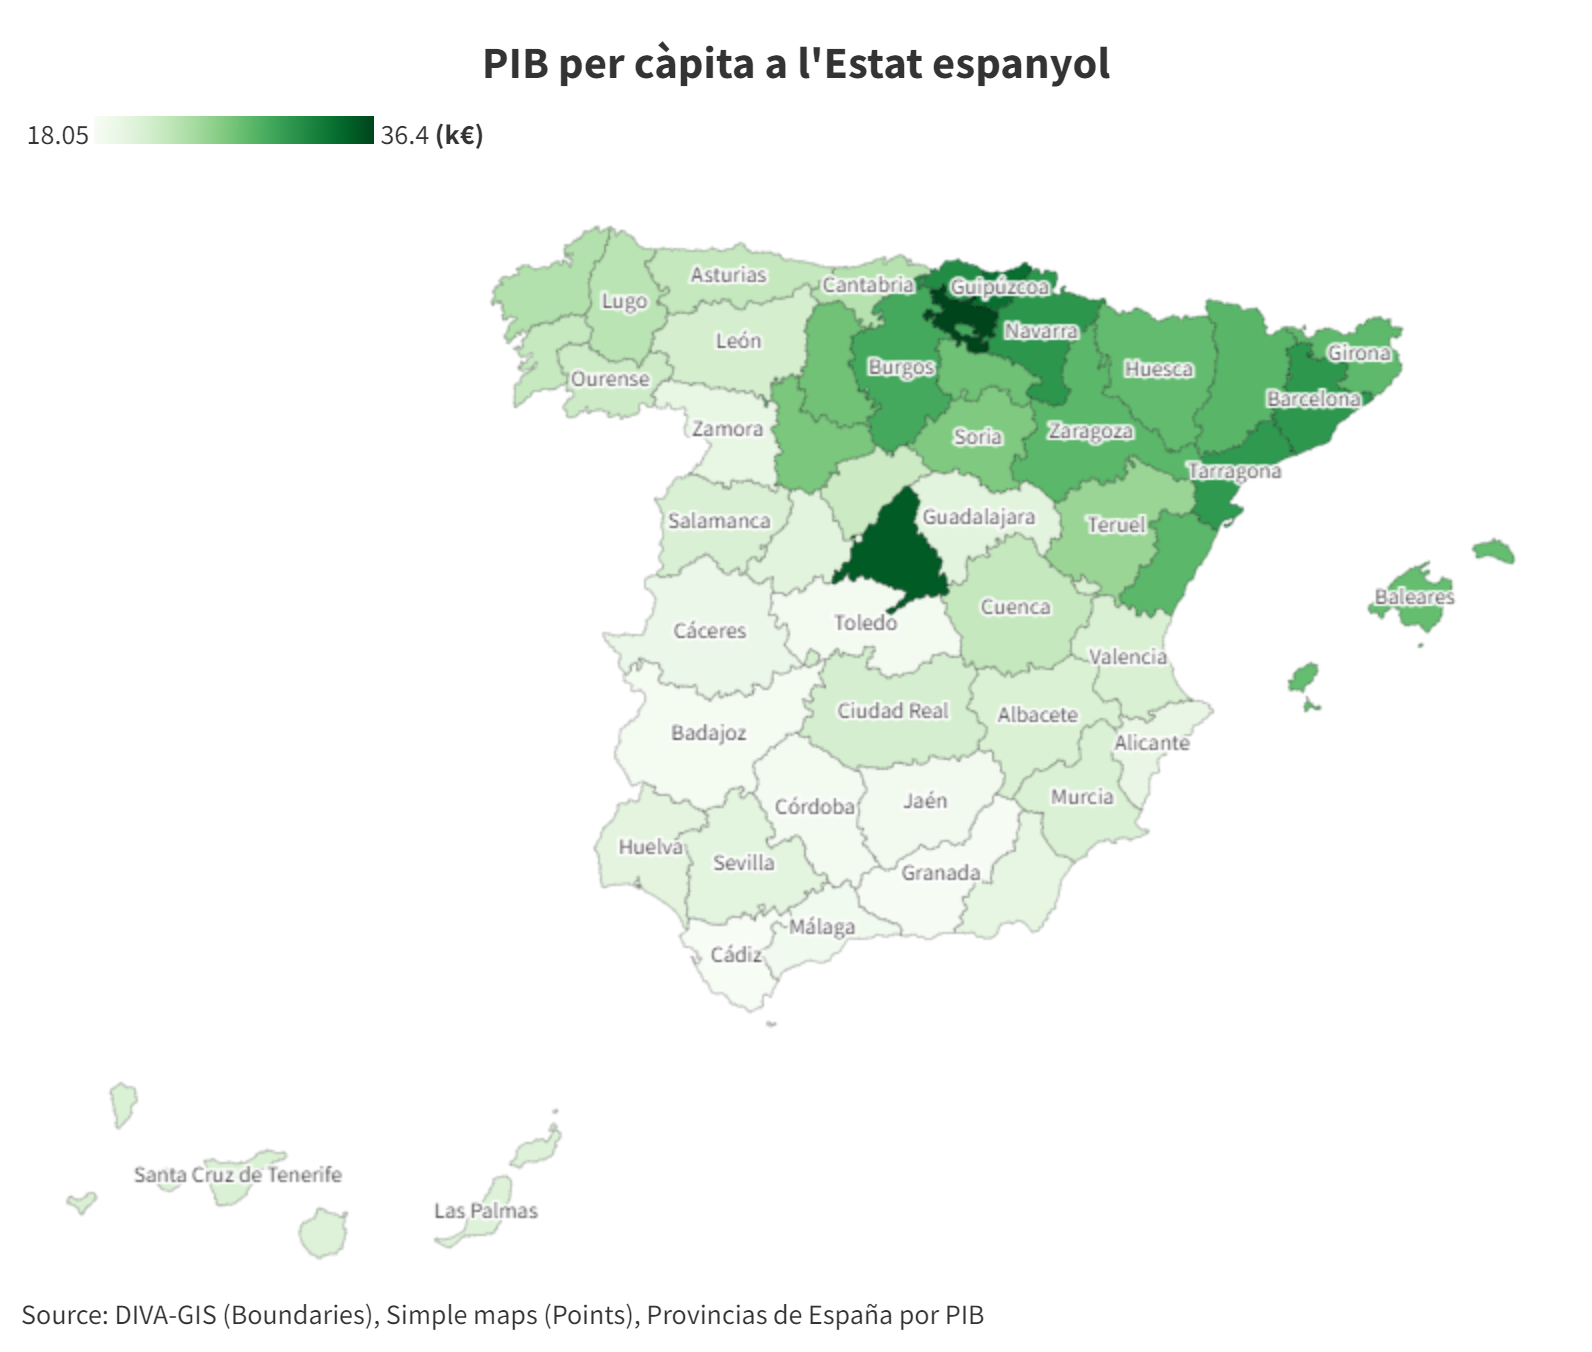 PIB per càpita a l'Estat espanyol
18.05 36.4 (k€)
Asturias
Cantabria
Guipúzcoa
Lugo
León
Navarra
Burgos
Huesca
Girona
Ourense
Barcelona
Zamora
Soria
Zaragoza
Tarragona
Salamanca
Guadalajara
Teruel
Baleares
Cuenca
Cáceres
Toledo
Valencia
Badajoz
Ciudad Real
Albacete
Alicante
Murcia
Córdoba
Jaén
Huelva
Sevilla
Granada
Málaga
Cádiz
Santa Cruz de Tenerife
Las Palmas
Source: DIVA-GIS (Boundaries), Simple maps (Points), Provincias de España por PIB